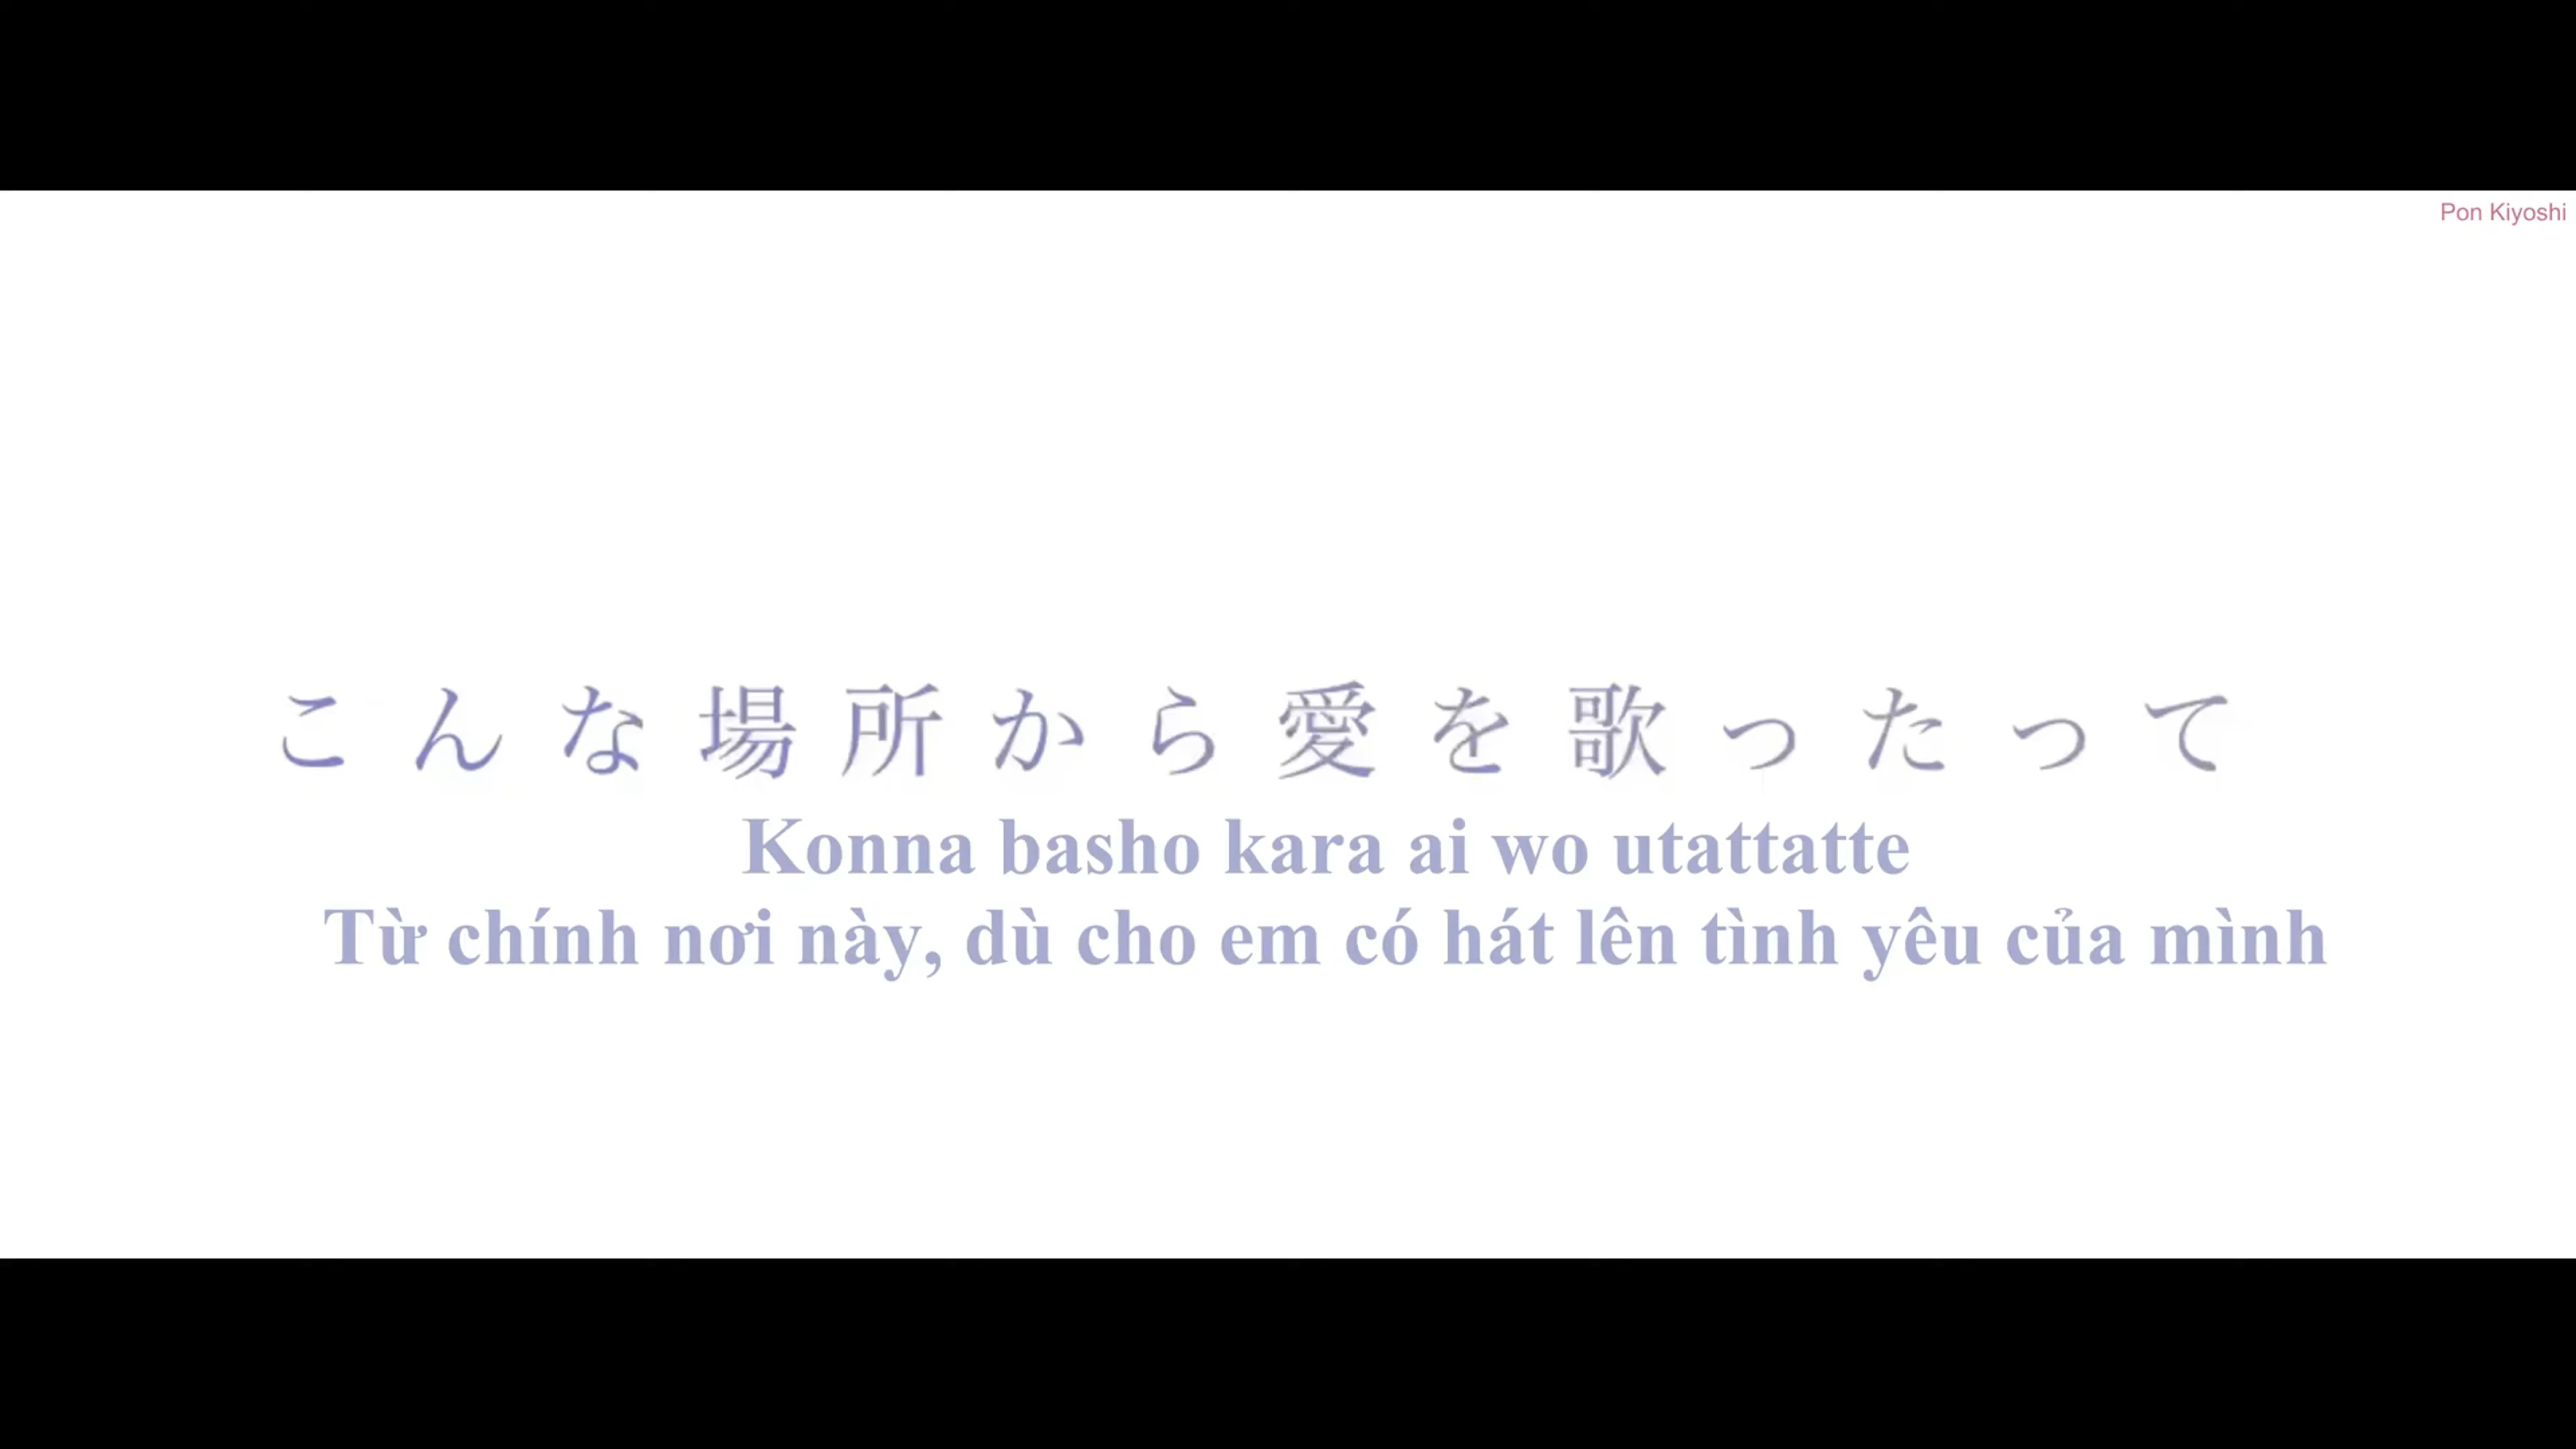 Pon Kiyoshi
こんな場所から愛を歌ったって
Konna basho kara ai wo utattatte
Từ chính nơi này, dù cho em có hát lên tình yêu của mình